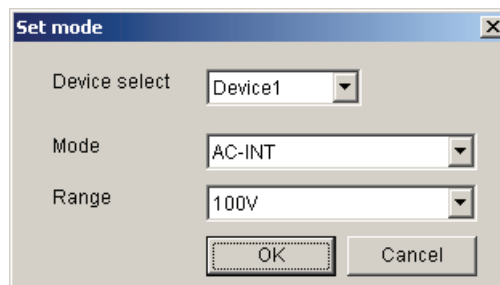 Set mode
Device select Device1
Mode AC-INT
Range 100V
OK Cancel